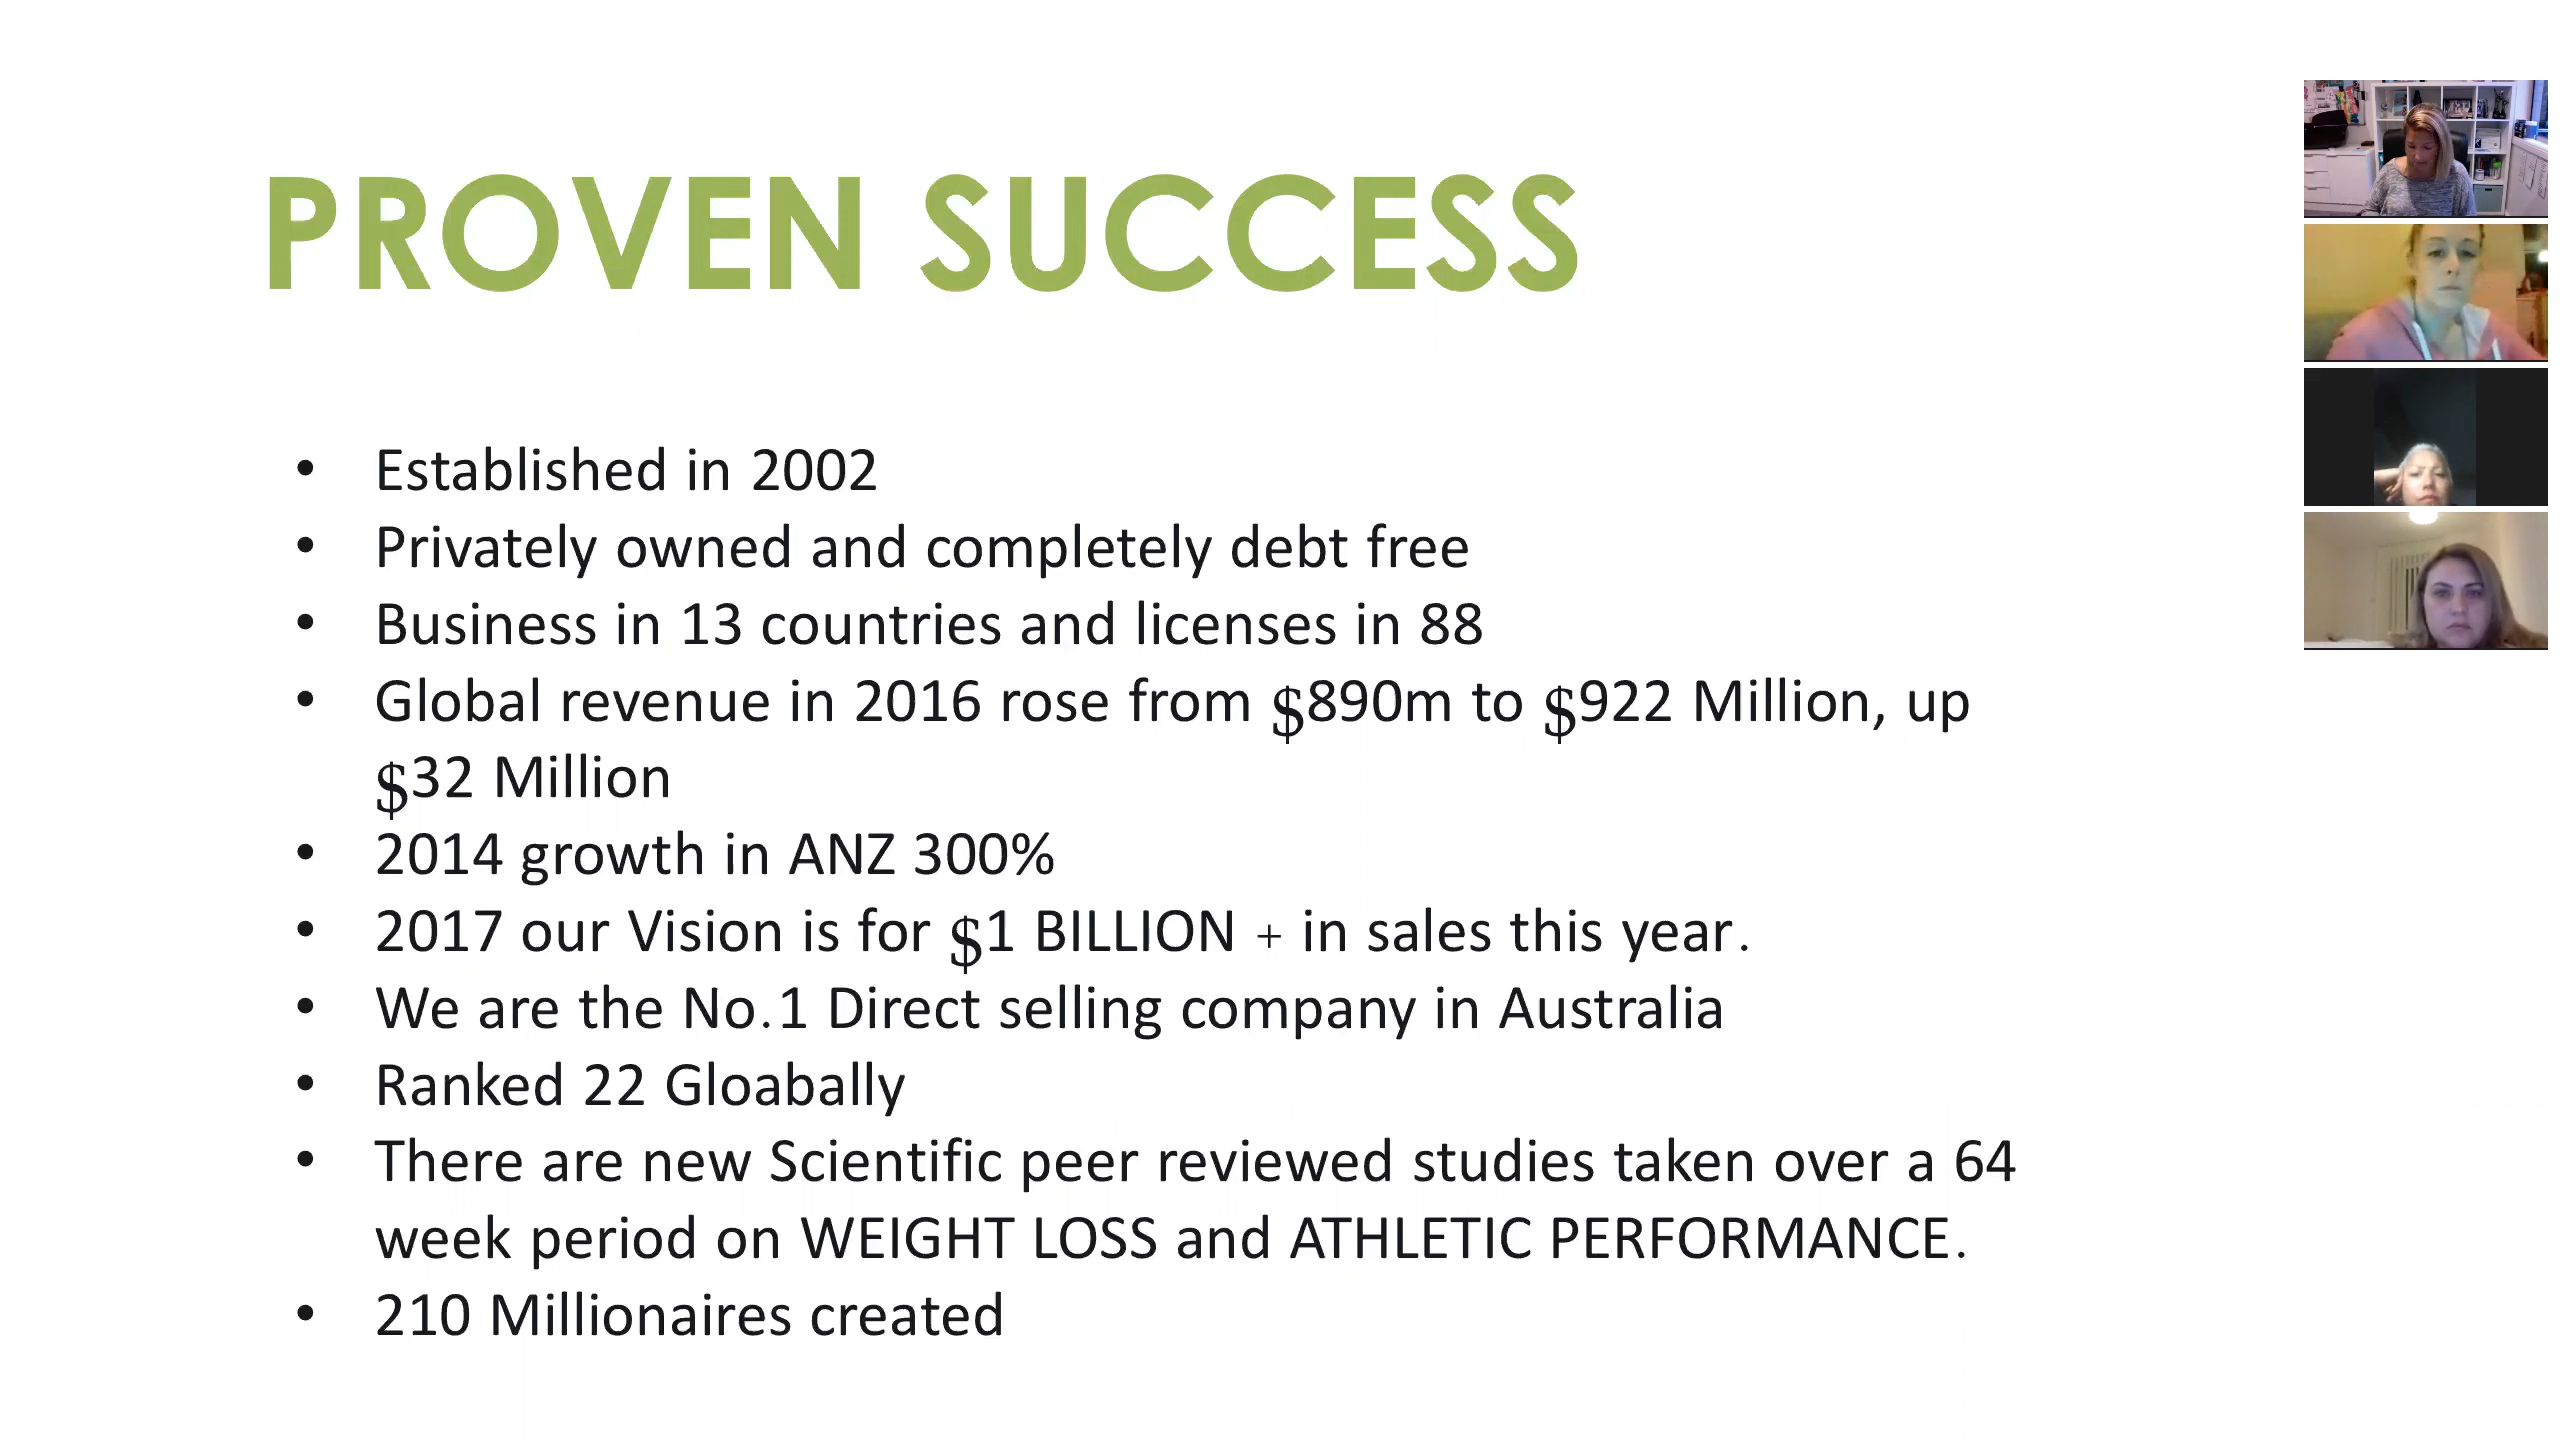 PROVEN SUCCESS
• Established in 2002
• Privately owned and completely debt free
• Business in 13 countries and licenses in 88
• Global revenue in 2016 rose from $890m to $922 Million, up
$32 Million
• 2014 growth in ANZ 300%
• 2017 our Vision is for $1 BILLION + in sales this year.
• We are the No.1 Direct selling company in Australia
• Ranked 22 Gloabally
• There are new Scientific peer reviewed studies taken over a 64
week period on WEIGHT LOSS and ATHLETIC PERFORMANCE.
• 210 Millionaires created